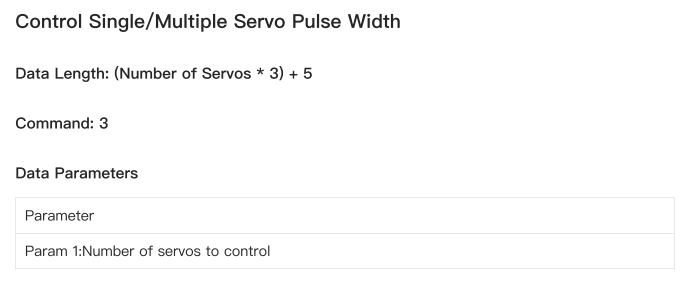 Control Single/Multiple Servo Pulse Width
Data Length: (Number of Servos * 3) + 5
Command: 3
Data Parameters
Parameter
Param 1:Number of servos to control